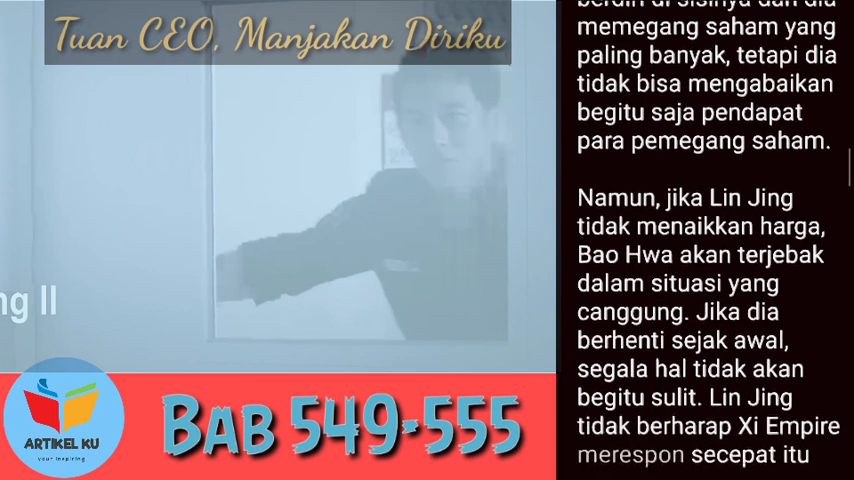 Tuan CEO, Manjakan Diriku
ng II
ARTIKEL KU
your inspiring
BAB 549-555
berdiri di sisinya dan dia
memegang saham yang
paling banyak, tetapi dia
tidak bisa mengabaikan
begitu saja pendapat
para pemegang saham.
Namun, jika Lin Jing
tidak menaikkan harga,
Bao Hwa akan terjebak
dalam situasi yang
canggung. Jika dia
berhenti sejak awal,
segala hal tidak akan
begitu sulit. Lin Jing
tidak berharap Xi Empire
merespon secepat itu